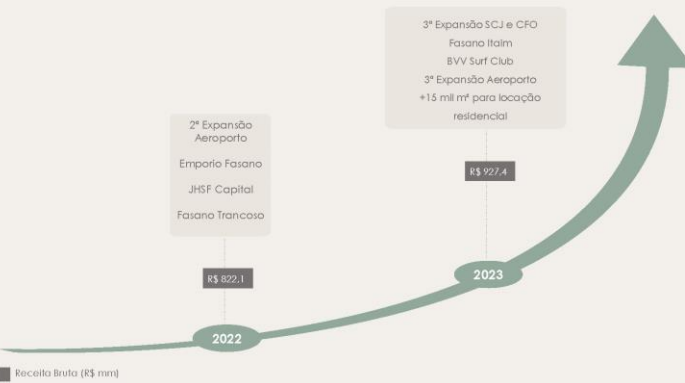 3ª Expansão SCJ e CFO
Fasano Itaim
BVV Surf Club
3ª Expansão Aeroporto
+15 mil m² para locação
residencial
2ª Expansão
Aeroporto
Emporio Fasano
JHSF Capital
Fasano Trancoso
R$ 927,4
R$ 822,1
2023
2022
Receita Bruta (R$ mm)